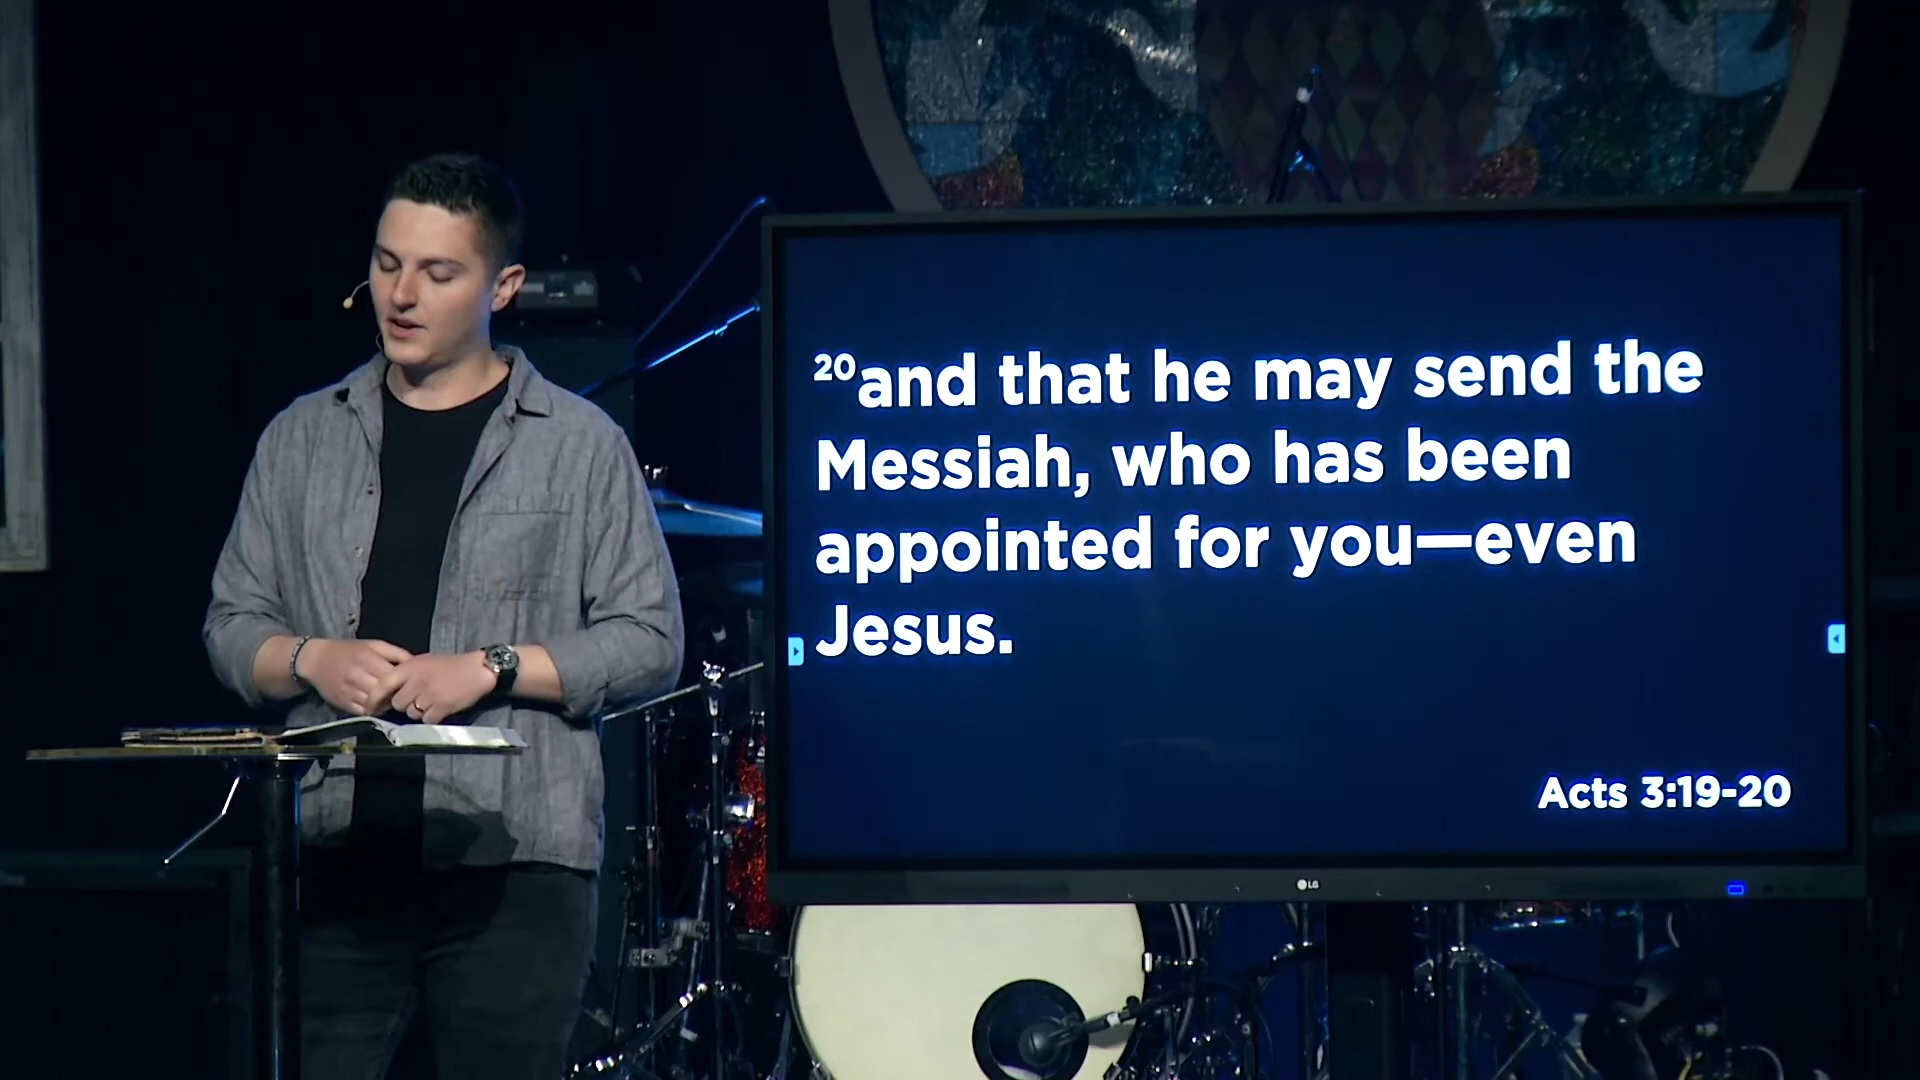 ²⁰and that he may send the
Messiah, who has been
appointed for you—even
Jesus.
Acts 3:19-20
LG